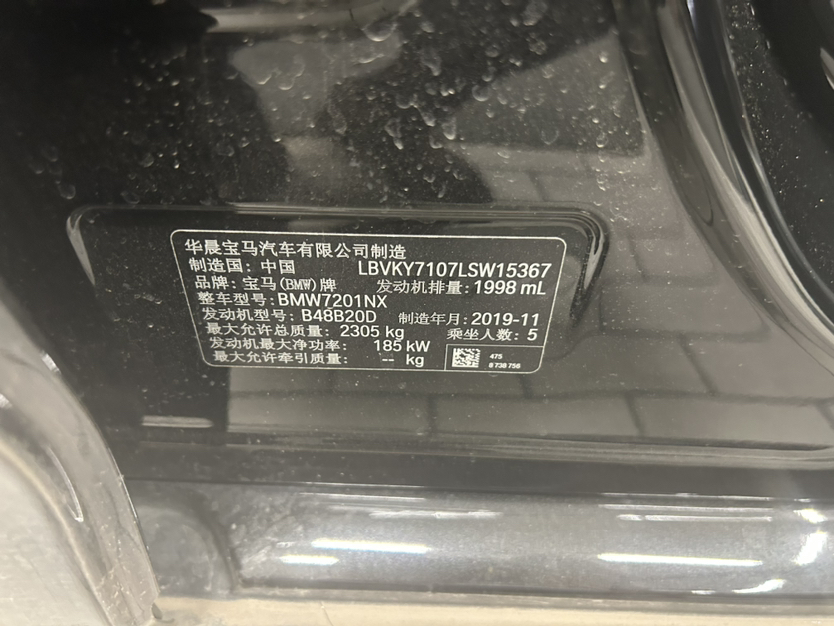 华晨宝马汽车有限公司制造
制造国: 中国 LBVKY7107LSW15367
品牌: 宝马(BMW)牌 发动机排量: 1998 mL
整车型号: BMW7201NX
发动机型号: B48B20D 制造年月: 2019-11
最大允许总质量: 2305 kg 乘坐人数: 5
发动机最大净功率: 185 kW
最大允许牵引质量: -- kg
475
8 738 756